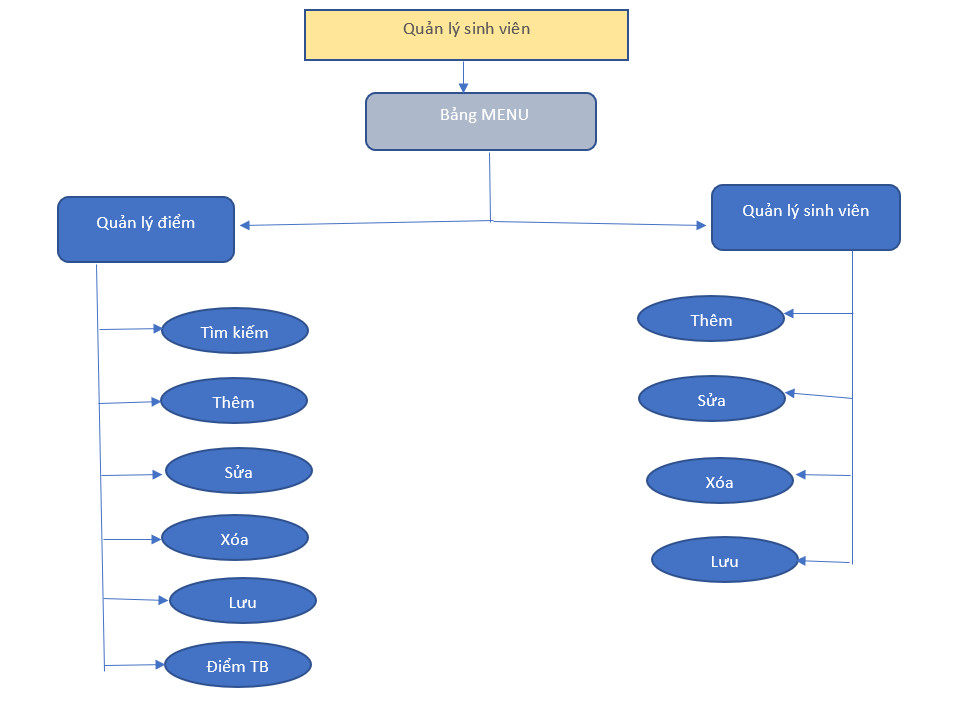 Quản lý sinh viên
Bảng MENU
Quản lý điểm
Tìm kiếm
Thêm
Sửa
Xóa
Lưu
Điểm TB
Quản lý sinh viên
Thêm
Sửa
Xóa
Lưu